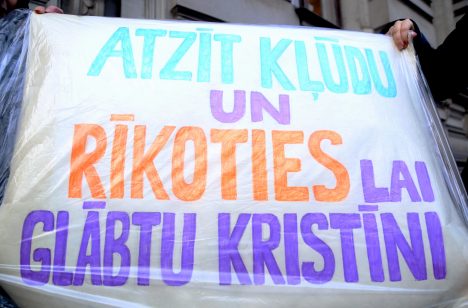 ATZĪT KĻŪDU
UN
RĪKOTIES LAI
GLĀBTU KRISTĪNI